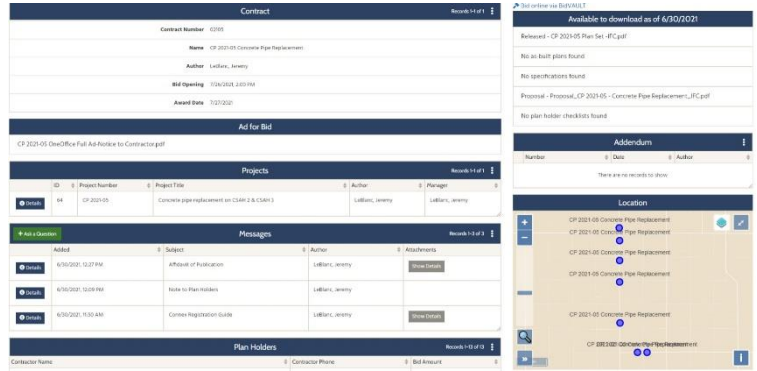 Contract
Records 1-1 of 1
Contract Number 02105
Name CP 2021-05 Concrete Pipe Replacement
Author LeBlanc, Jeremy
Bid Opening 7/26/2021, 2:03 PM
Award Date 7/27/2021
Ad for Bid
CP 2021-05 OneOffice Full Ad-Notice to Contractor.pdf
Projects
Records 1-1 of 1
ID Project Number Project Title Author Manager
Details 64 CP 2021-05 Concrete pipe replacement on CSAH 2 & CSAH 3 LeBlanc, Jeremy LeBlanc, Jeremy
+ Ask a Question
Messages
Records 1-3 of 3
Added Subject Author Attachments
Details 6/30/2021, 12:27 PM Affidavit of Publication LeBlanc, Jeremy Show Details
Details 6/30/2021, 12:09 PM Note to Plan Holders LeBlanc, Jeremy
Details 6/30/2021, 11:50 AM Registration Guide LeBlanc, Jeremy Show Details
Plan Holders
Records 1-13 of 13
Contractor Name Contractor Phone Bid Amount
Bid online via BidVAULT
Available to download as of 6/30/2021
Released - CP 2021-05 Plan Set -IFC.pdf
No as-built plans found
No specifications found
Proposal - Proposal_CP 2021-05 - Concrete Pipe Replacement_IFC.pdf
No plan holder checklists found
Addendum
Number Date Author
There are no records to show
Location
CP 2021-05 Concrete Pipe Replacement
CP 2021-05 Concrete Pipe Replacement
CP 2021-05 Concrete Pipe Replacement
CP 2021-05 Concrete Pipe Replacement
CP 2021-05 Concrete Pipe Replacement